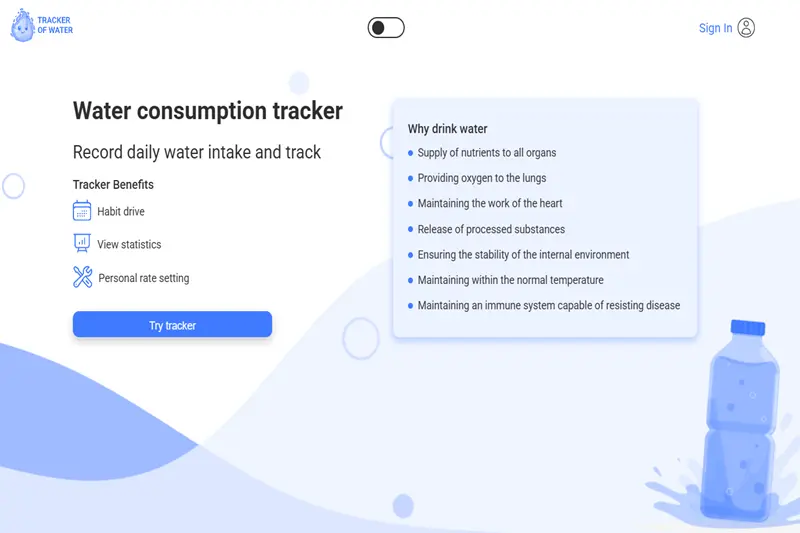 TRACKER
OF WATER
Sign In
Water consumption tracker
Record daily water intake and track
Tracker Benefits
Habit drive
View statistics
Personal rate setting
Try tracker
Why drink water
Supply of nutrients to all organs
Providing oxygen to the lungs
Maintaining the work of the heart
Release of processed substances
Ensuring the stability of the internal environment
Maintaining within the normal temperature
Maintaining an immune system capable of resisting disease